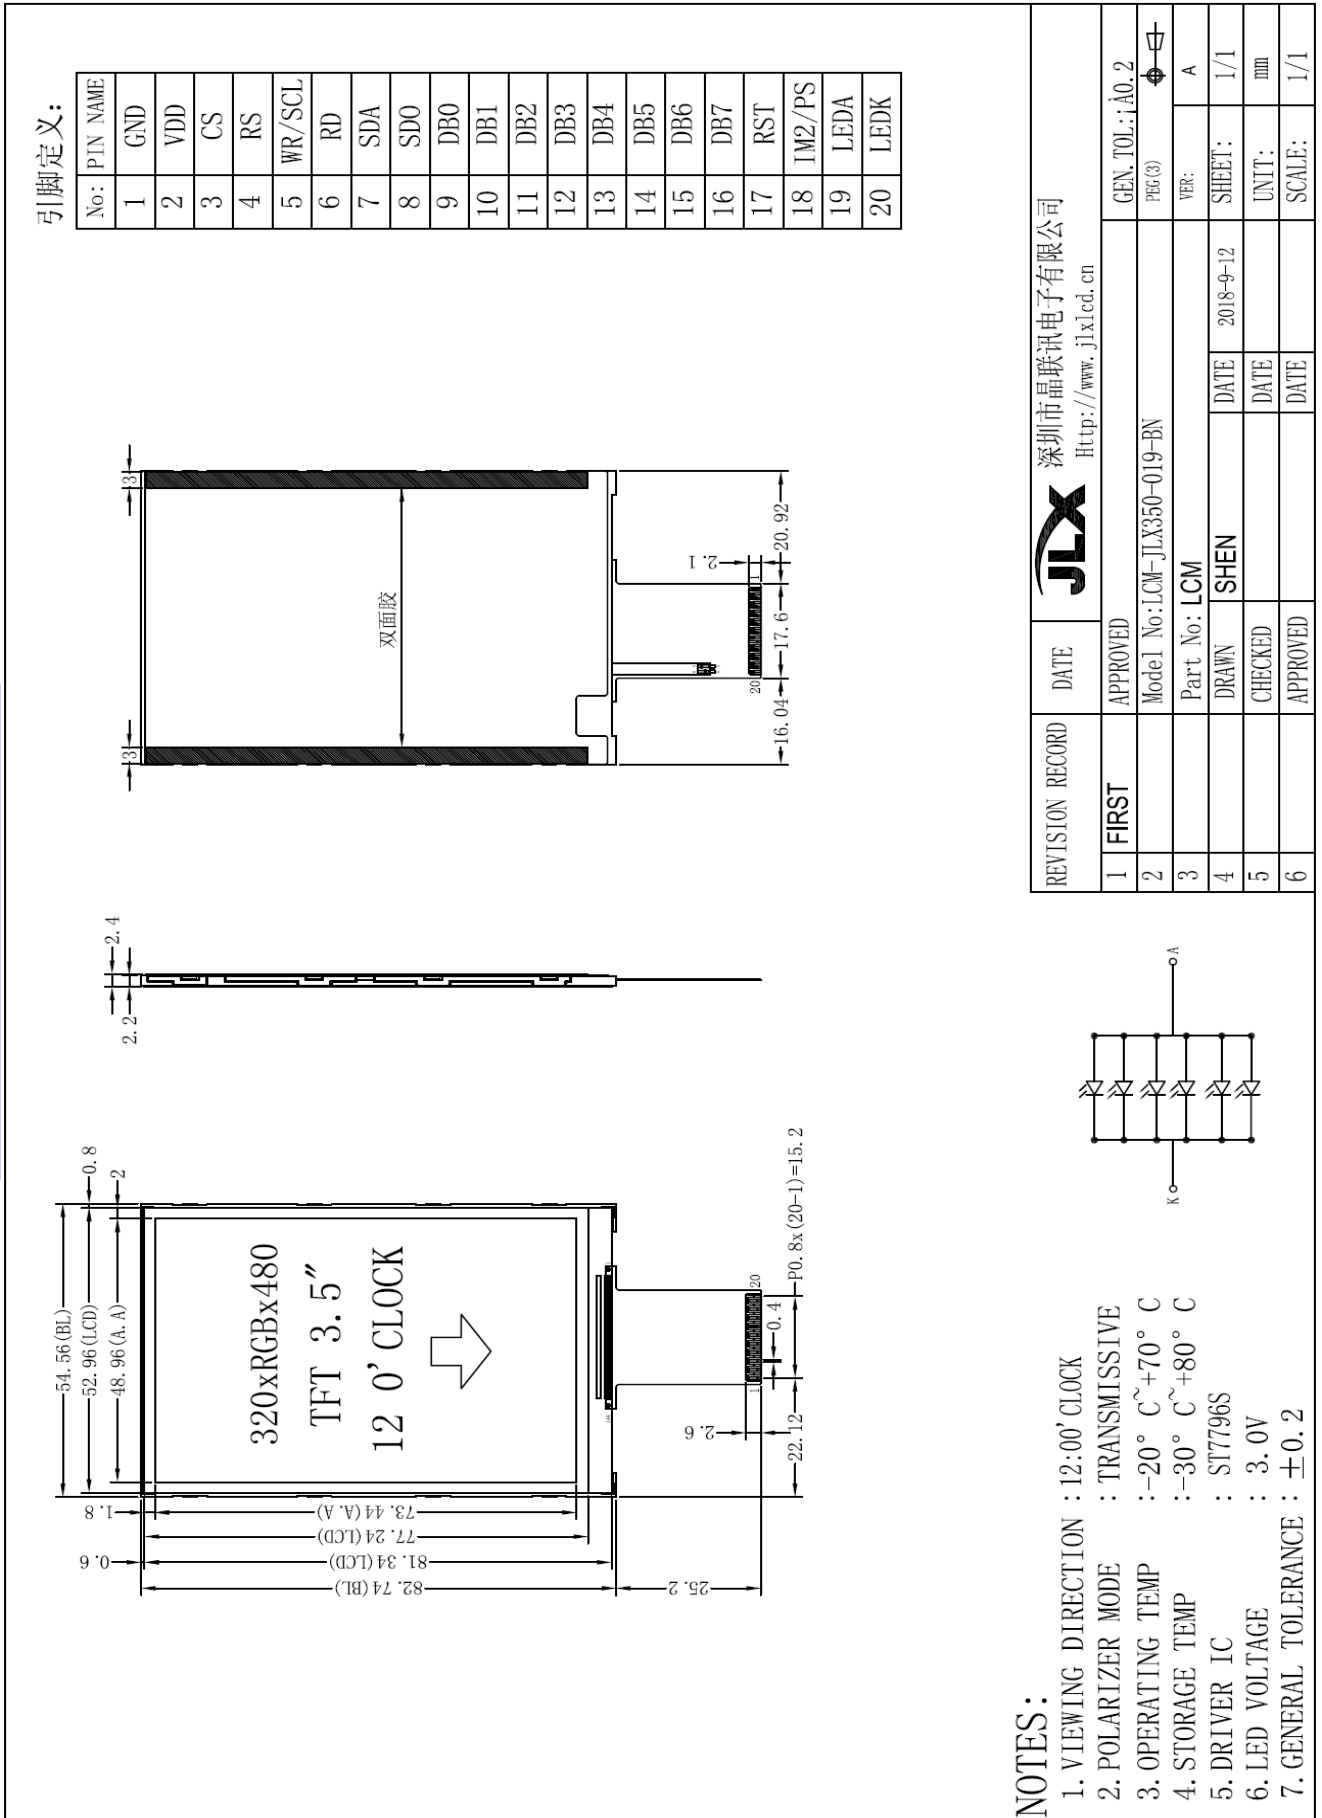 引脚定义:
No: PIN NAME
1 GND
2 VDD
3 CS
4 RS
5 WR/SCL
6 RD
7 SDA
8 SDO
9 DB0
10 DB1
11 DB2
12 DB3
13 DB4
14 DB5
15 DB6
16 DB7
17 RST
18 IM2/PS
19 LEDA
20 LEDK
54.56(BL)
52.96(LCD)
48.96(A.A)
0.8
2
1.8
0.6
73.44(A.A)
77.24(LCD)
81.34(LCD)
82.74(BL)
25.2
320xRGBx480
TFT 3.5″
12 0'CLOCK
2.6
1
20
0.4
22.12
P0.8x(20-1)=15.2
2.4
2.2
3
3
双面胶
2.1
20
1
16.04
17.6
20.92
K
A
NOTES:
1. VIEWING DIRECTION : 12:00'CLOCK
2. POLARIZER MODE : TRANSMISSIVE
3. OPERATING TEMP :-20° C~+70° C
4. STORAGE TEMP :-30° C~+80° C
5. DRIVER IC : ST7796S
6. LED VOLTAGE : 3.0V
7. GENERAL TOLERANCE : ±0.2
REVISION RECORD DATE
JLX 深圳市晶联讯电子有限公司
Http://www.jlxlcd.cn
1 FIRST APPROVED GEN. TOL.:À0.2
2 Model No:LCM-JLX350-019-BN PEG(3)
3 Part No: LCM VER: A
4 DRAWN SHEN DATE 2018-9-12 SHEET: 1/1
5 CHECKED DATE UNIT: mm
6 APPROVED DATE SCALE: 1/1